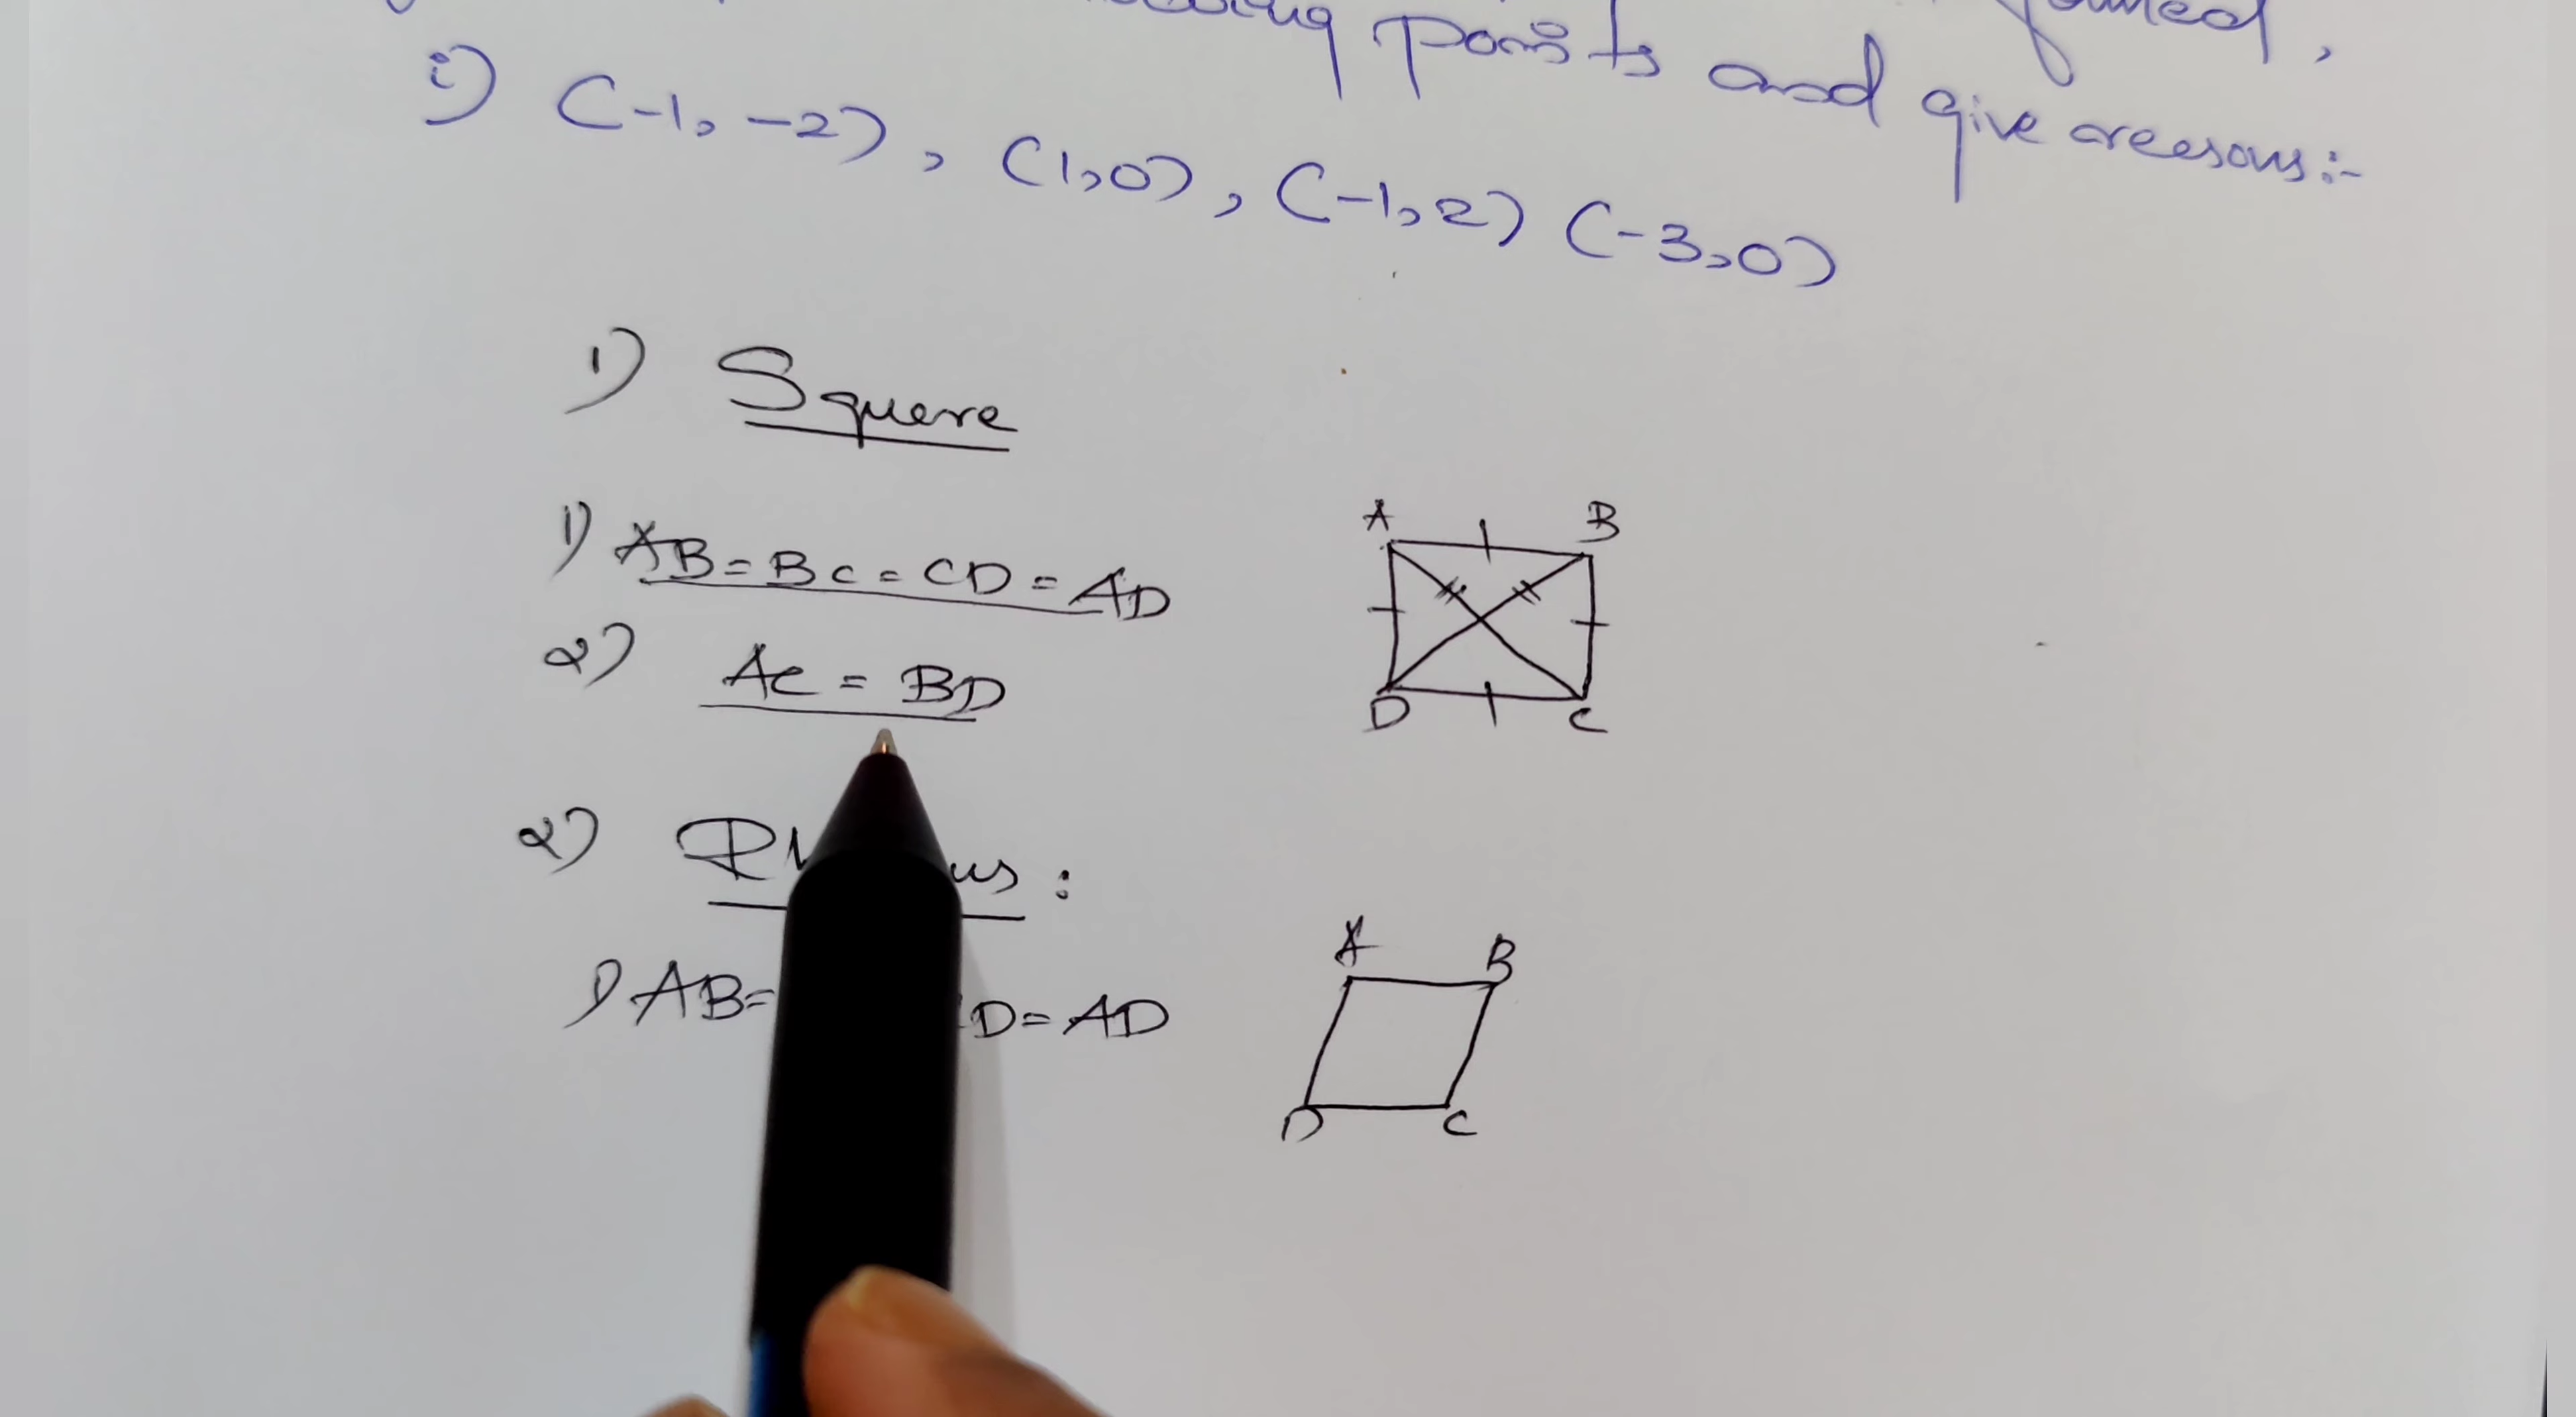 points and give reasons:-
i) (-1, -2), (1,0), (-1,2) (-3,0)
1) Square
1) AB = BC = CD = AD
2) AC = BD
A B
D C
2)
1) AB= D= AD
A B
D C